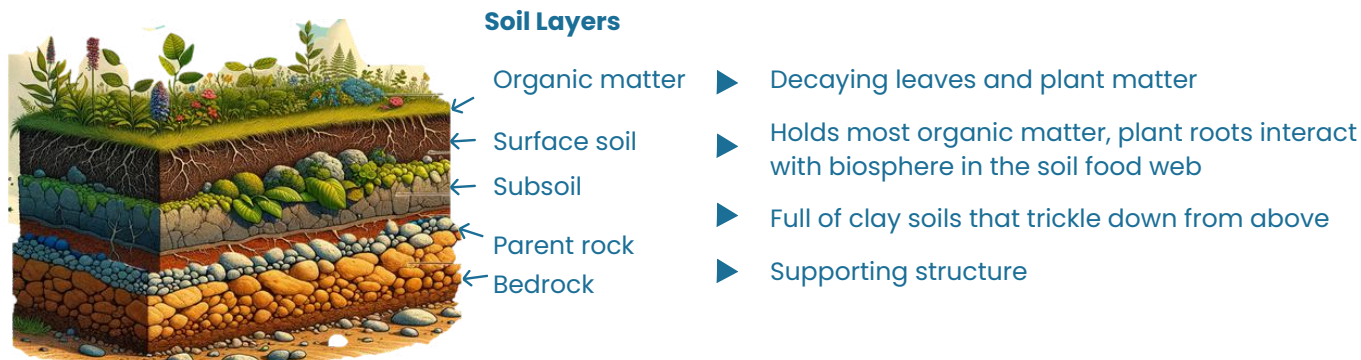 Soil Layers
Organic matter
Decaying leaves and plant matter
Surface soil
Holds most organic matter, plant roots interact
with biosphere in the soil food web
Subsoil
Full of clay soils that trickle down from above
Parent rock
Supporting structure
Bedrock